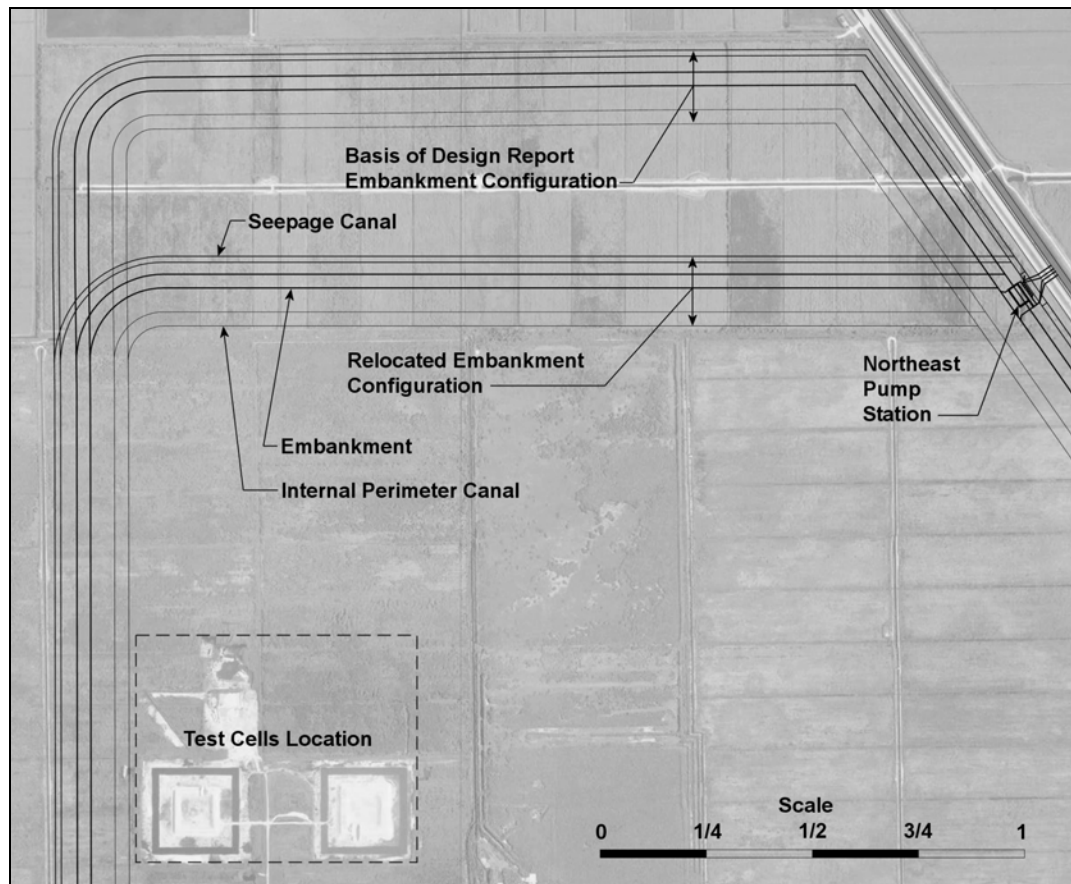 Basis of Design Report
Embankment Configuration
Seepage Canal
Relocated Embankment
Configuration
Northeast
Pump
Station
Embankment
Internal Perimeter Canal
Test Cells Location
Scale
0 1/4 1/2 3/4 1